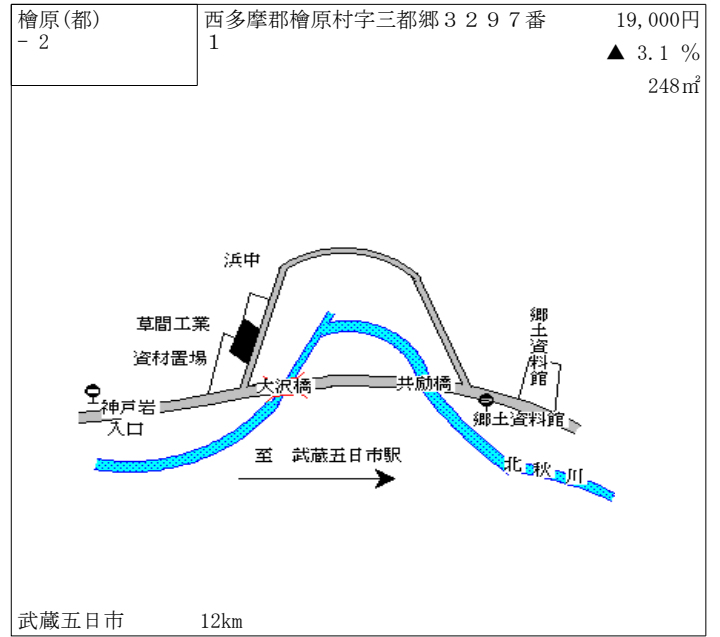 檜原(都)
- 2
西多摩郡檜原村字三都郷３２９７番
1
19,000円
▲ 3.1 %
248㎡
浜中
草間工業
資材置場
郷土資料館
神戸岩
入口
大沢橋
共励橋
郷土資料館
至 武蔵五日市駅
北秋川
武蔵五日市 12km